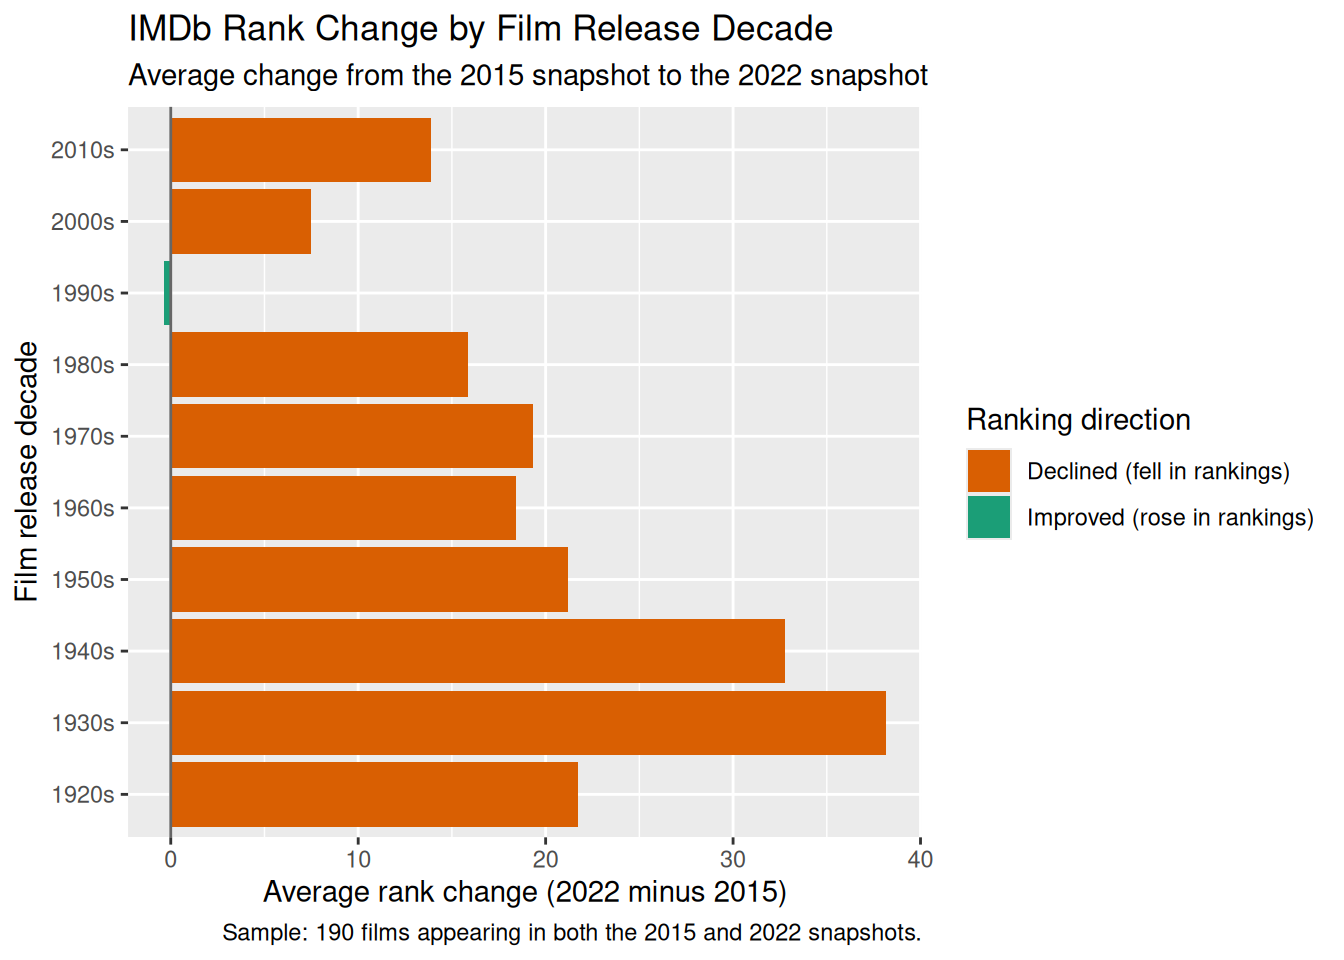 IMDb Rank Change by Film Release Decade
Average change from the 2015 snapshot to the 2022 snapshot
Film release decade
2010s
2000s
1990s
1980s
1970s
1960s
1950s
1940s
1930s
1920s
0 10 20 30 40
Average rank change (2022 minus 2015)
Sample: 190 films appearing in both the 2015 and 2022 snapshots.
Ranking direction
Declined (fell in rankings)
Improved (rose in rankings)